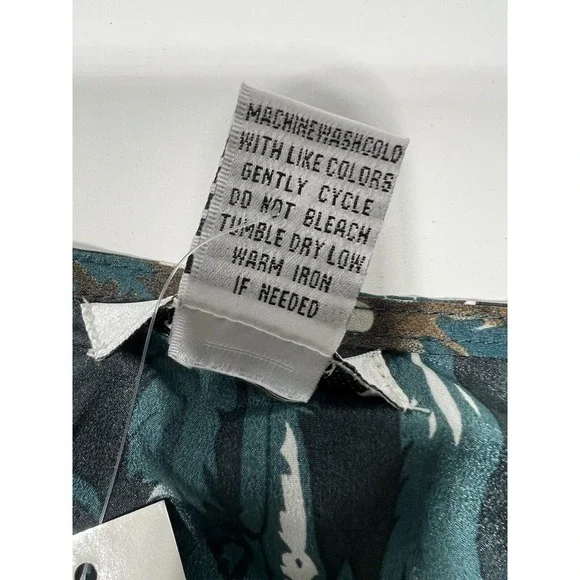 MACHINEWASHCOLD
WITH LIKE COLORS
GENTLY CYCLE
DO NOT BLEACH
TUMBLE DRY LOW
WARM IRON
IF NEEDED